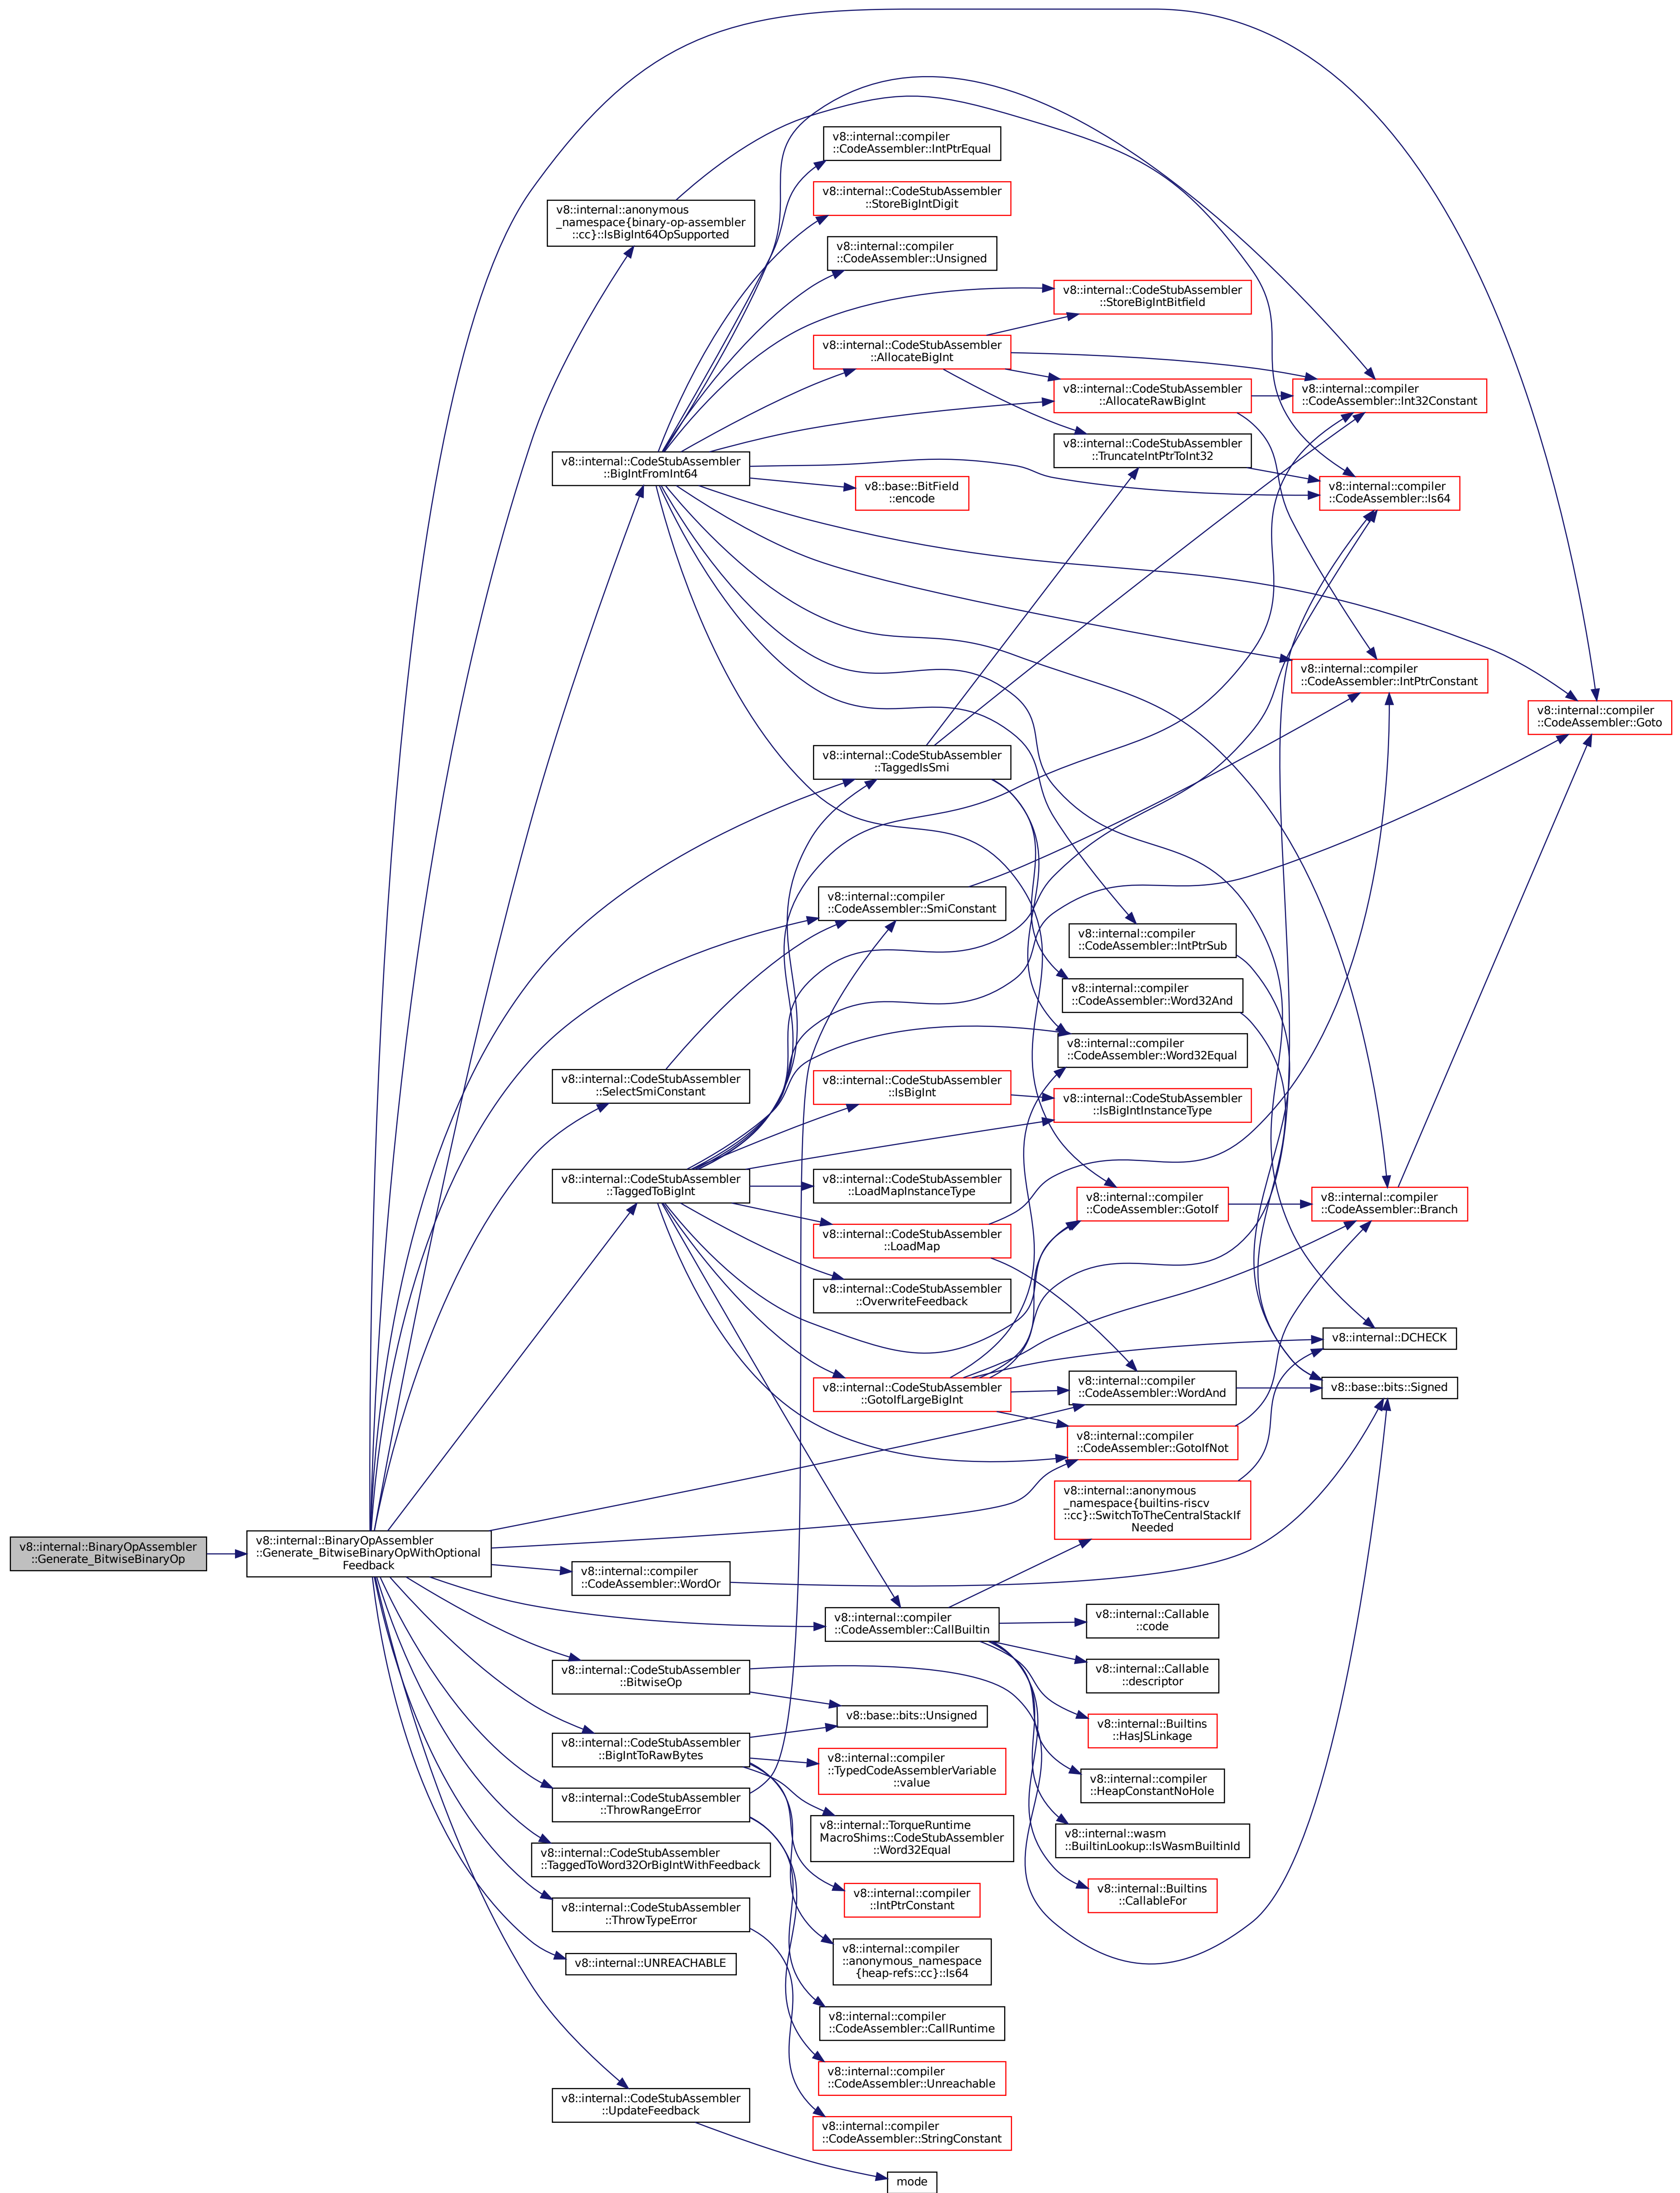 v8::internal::compiler
::CodeAssembler::IntPtrEqual
v8::internal::CodeStubAssembler
::StoreBigIntDigit
v8::internal::anonymous
_namespace{binary-op-assembler
::cc}::IsBigInt64OpSupported
v8::internal::compiler
::CodeAssembler::Unsigned
v8::internal::CodeStubAssembler
::StoreBigIntBitfield
v8::internal::CodeStubAssembler
::AllocateBigInt
v8::internal::CodeStubAssembler
::AllocateRawBigInt
v8::internal::compiler
::CodeAssembler::Int32Constant
v8::internal::CodeStubAssembler
::TruncateIntPtrToInt32
v8::internal::CodeStubAssembler
::BigIntFromInt64
v8::base::BitField
::encode
v8::internal::compiler
::CodeAssembler::Is64
v8::internal::compiler
::CodeAssembler::IntPtrConstant
v8::internal::compiler
::CodeAssembler::Goto
v8::internal::CodeStubAssembler
::TaggedIsSmi
v8::internal::compiler
::CodeAssembler::SmiConstant
v8::internal::compiler
::CodeAssembler::IntPtrSub
v8::internal::compiler
::CodeAssembler::Word32And
v8::internal::compiler
::CodeAssembler::Word32Equal
v8::internal::CodeStubAssembler
::SelectSmiConstant
v8::internal::CodeStubAssembler
::IsBigInt
v8::internal::CodeStubAssembler
::IsBigIntInstanceType
v8::internal::CodeStubAssembler
::TaggedToBigInt
v8::internal::CodeStubAssembler
::LoadMapInstanceType
v8::internal::compiler
::CodeAssembler::GotoIf
v8::internal::compiler
::CodeAssembler::Branch
v8::internal::CodeStubAssembler
::LoadMap
v8::internal::CodeStubAssembler
::OverwriteFeedback
v8::internal::DCHECK
v8::internal::CodeStubAssembler
::GotoIfLargeBigInt
v8::internal::compiler
::CodeAssembler::WordAnd
v8::base::bits::Signed
v8::internal::compiler
::CodeAssembler::GotoIfNot
v8::internal::anonymous
_namespace{builtins-riscv
::cc}::SwitchToTheCentralStackIf
Needed
v8::internal::BinaryOpAssembler
::Generate_BitwiseBinaryOp
v8::internal::BinaryOpAssembler
::Generate_BitwiseBinaryOpWithOptional
Feedback
v8::internal::compiler
::CodeAssembler::WordOr
v8::internal::compiler
::CodeAssembler::CallBuiltin
v8::internal::Callable
::code
v8::internal::CodeStubAssembler
::BitwiseOp
v8::internal::Callable
::descriptor
v8::base::bits::Unsigned
v8::internal::Builtins
::HasJSLinkage
v8::internal::CodeStubAssembler
::BigIntToRawBytes
v8::internal::compiler
::TypedCodeAssemblerVariable
::value
v8::internal::compiler
::HeapConstantNoHole
v8::internal::CodeStubAssembler
::ThrowRangeError
v8::internal::TorqueRuntime
MacroShims::CodeStubAssembler
::Word32Equal
v8::internal::wasm
::BuiltinLookup::IsWasmBuiltinId
v8::internal::CodeStubAssembler
::TaggedToWord32OrBigIntWithFeedback
v8::internal::compiler
::IntPtrConstant
v8::internal::Builtins
::CallableFor
v8::internal::CodeStubAssembler
::ThrowTypeError
v8::internal::UNREACHABLE
v8::internal::compiler
::anonymous_namespace
{heap-refs::cc}::Is64
v8::internal::compiler
::CodeAssembler::CallRuntime
v8::internal::compiler
::CodeAssembler::Unreachable
v8::internal::CodeStubAssembler
::UpdateFeedback
v8::internal::compiler
::CodeAssembler::StringConstant
mode